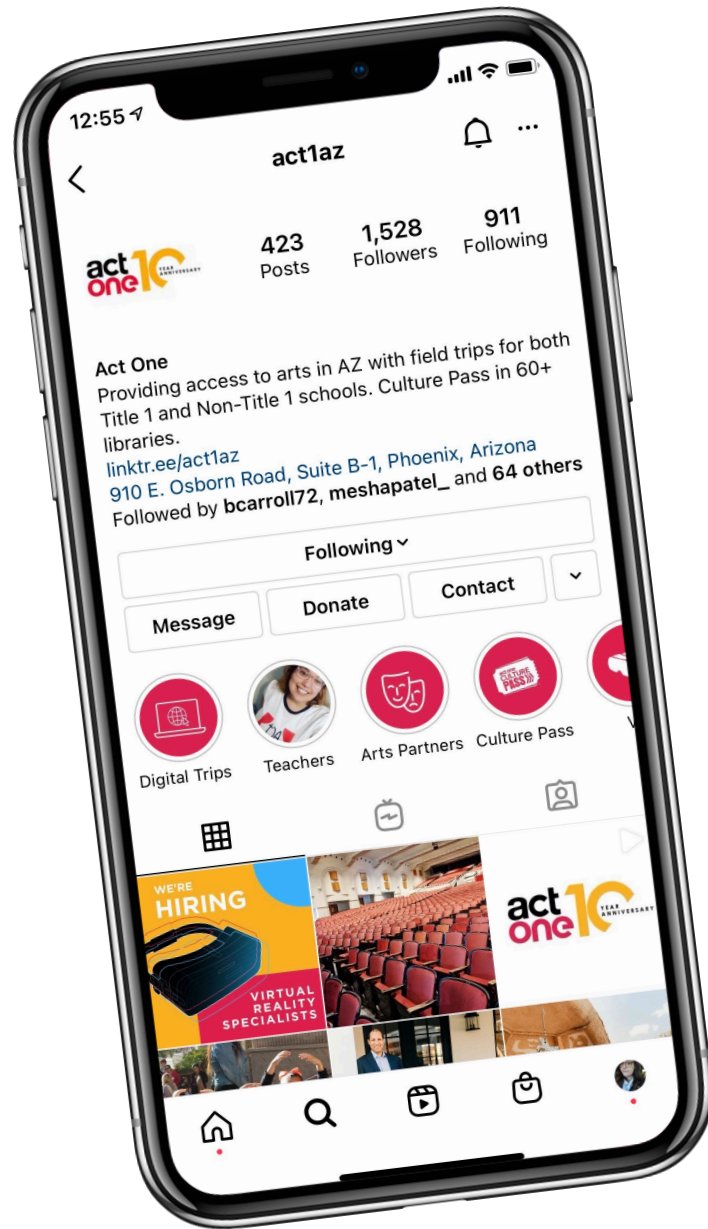 12:55
act1az
act
one
10
YEAR
ANNIVERSARY
423
Posts
1,528
Followers
911
Following
Act One
Providing access to arts in AZ with field trips for both
Title 1 and Non-Title 1 schools. Culture Pass in 60+
libraries.
linktr.ee/act1az
910 E. Osborn Road, Suite B-1, Phoenix, Arizona
Followed by bcarroll72, meshapatel_ and 64 others
Following
Message
Donate
Contact
CULTURE
PASS
Digital Trips
Teachers
Arts Partners
Culture Pass
V
WE'RE
HIRING
VIRTUAL
REALITY
SPECIALISTS
act
one
10
YEAR
ANNIVERSARY